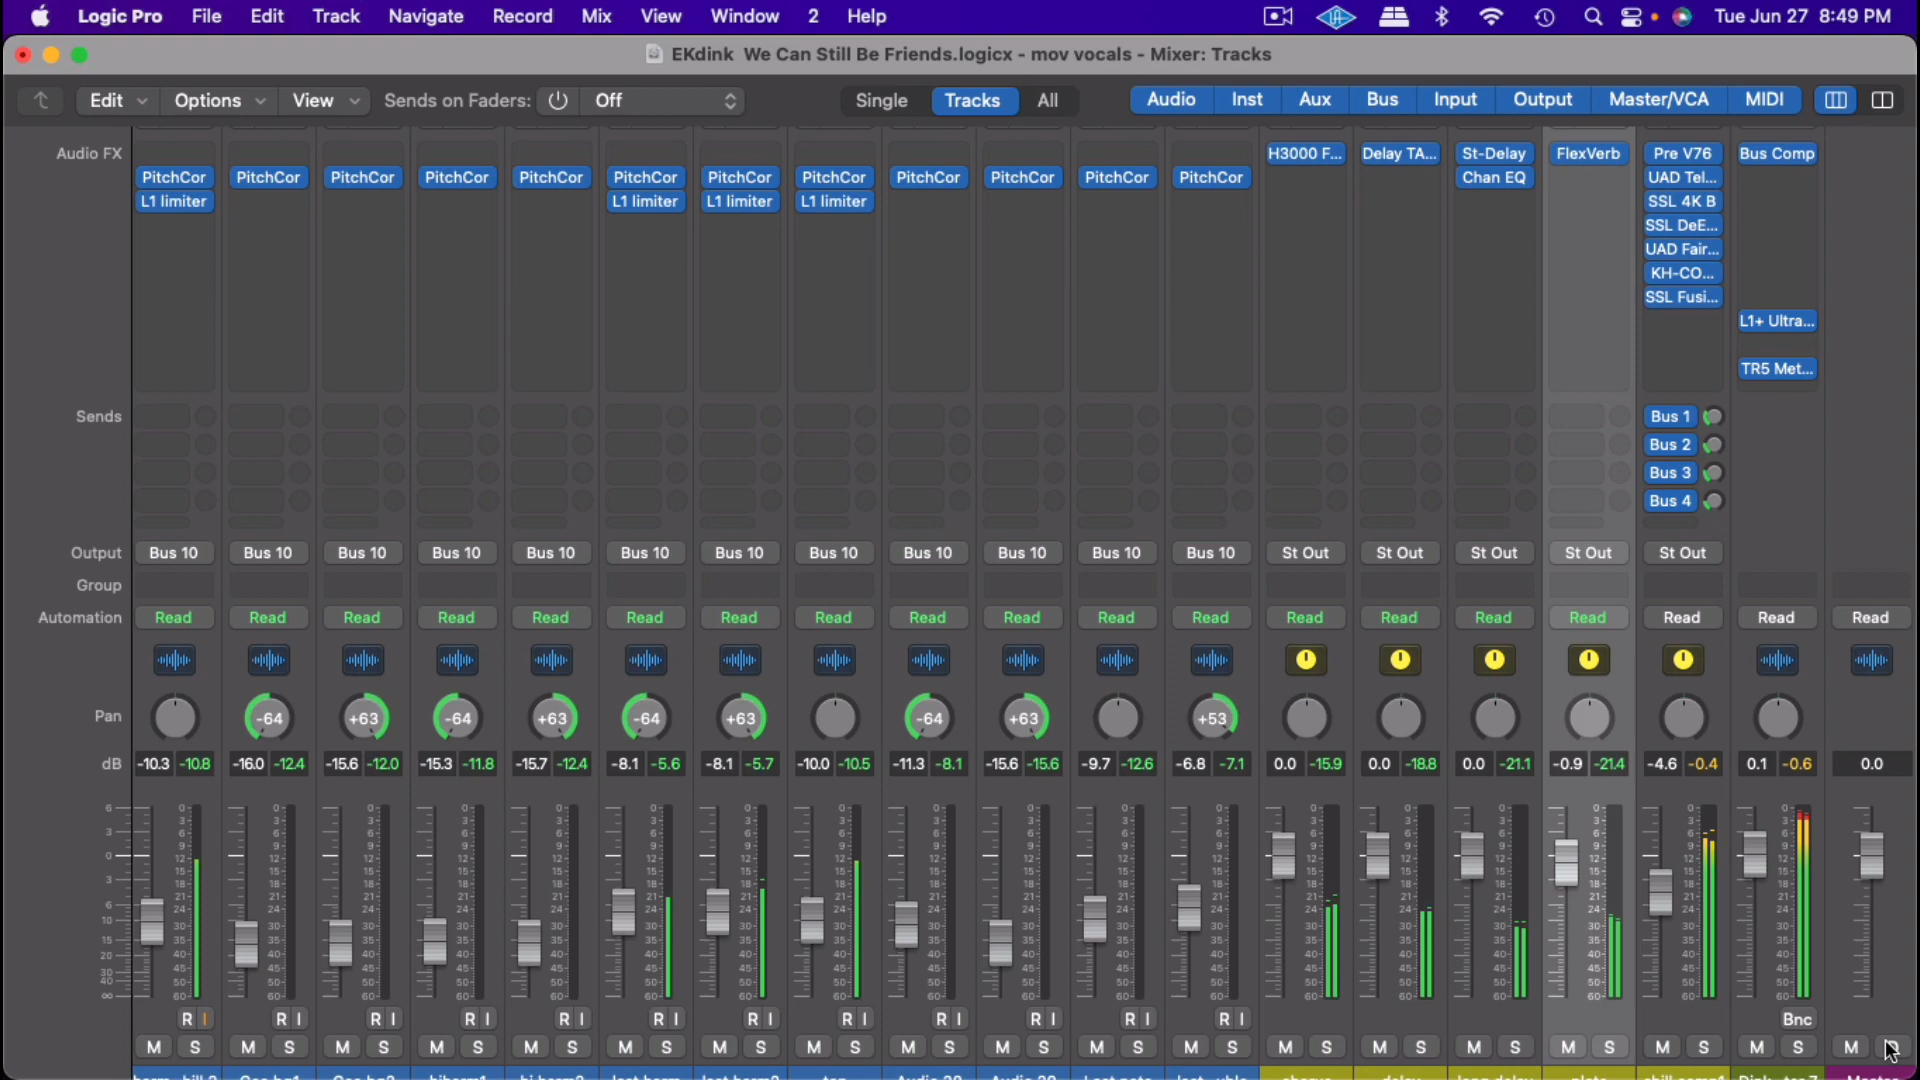 Logic Pro File Edit Track Navigate Mix Record View Window 2 Help Tue Jun 27 8:49 PM
EKdink We Can Still Be Friends.logicx - mov vocals - Mixer: Tracks
Edit Options View Sends on Faders: Off Single Tracks All Audio Inst Aux Bus Input Output Master/VCA MIDI
Audio FX H3000 F... Delay TA... St-Delay FlexVerb Pre V76 Bus Comp
PitchCor PitchCor PitchCor PitchCor PitchCor PitchCor PitchCor PitchCor PitchCor PitchCor PitchCor PitchCor Chan EQ UAD Tel...
L1 limiter L1 limiter L1 limiter L1 limiter SSL 4K B
SSL DeE...
UAD Fair...
KH-CO...
SSL Fusi...
L1+ Ultra...
TR5 Met...
Sends Bus 1
Bus 2
Bus 3
Bus 4
Output Bus 10 Bus 10 Bus 10 Bus 10 Bus 10 Bus 10 Bus 10 Bus 10 Bus 10 Bus 10 Bus 10 Bus 10 St Out St Out St Out St Out St Out
Group
Automation Read Read Read Read Read Read Read Read Read Read Read Read Read Read Read Read Read Read Read
Pan -64 +63 -64 +63 -64 +63 -64 +63 +53
dB -10.3 -10.8 -16.0 -12.4 -15.6 -12.0 -15.3 -11.8 -15.7 -12.4 -8.1 -5.6 -8.1 -5.7 -10.0 -10.5 -11.3 -8.1 -15.6 -15.6 -9.7 -12.6 -6.8 -7.1 0.0 -15.9 0.0 -18.8 0.0 -21.1 -0.9 -21.4 -4.6 -0.4 0.1 -0.6 0.0
R I R I R I R I R I R I R I R I R I R I R I R I Bnc
M S M S M S M S M S M S M S M S M S M S M S M S M S M S M S M S M S M S M